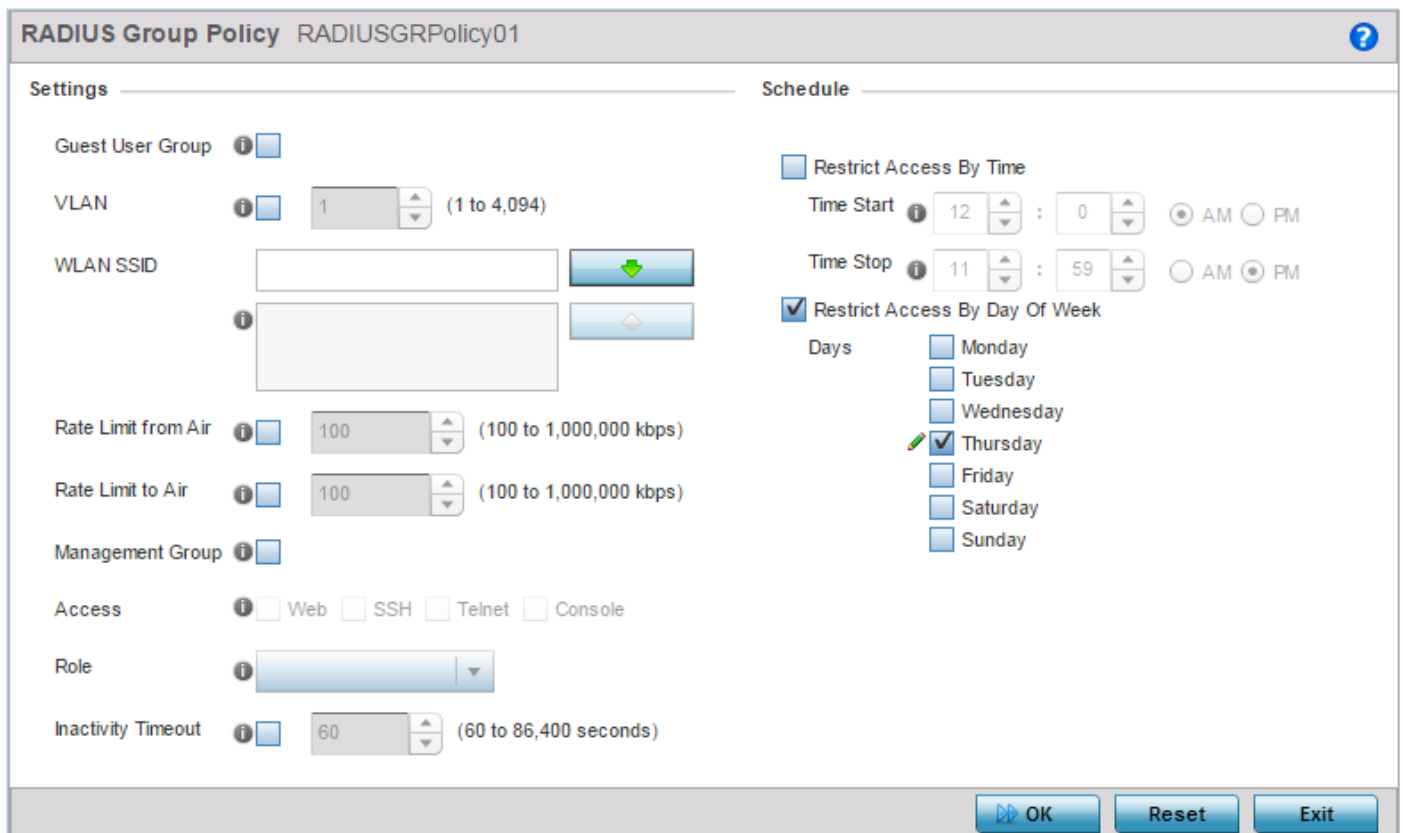 RADIUS Group Policy RADIUSGRPolicy01
Settings
Guest User Group
VLAN 1 (1 to 4,094)
WLAN SSID
Rate Limit from Air 100 (100 to 1,000,000 kbps)
Rate Limit to Air 100 (100 to 1,000,000 kbps)
Management Group
Access Web SSH Telnet Console
Role
Inactivity Timeout 60 (60 to 86,400 seconds)
Schedule
Restrict Access By Time
Time Start 12 : 0 AM PM
Time Stop 11 : 59 AM PM
Restrict Access By Day Of Week
Days Monday
Tuesday
Wednesday
Thursday
Friday
Saturday
Sunday
OK Reset Exit